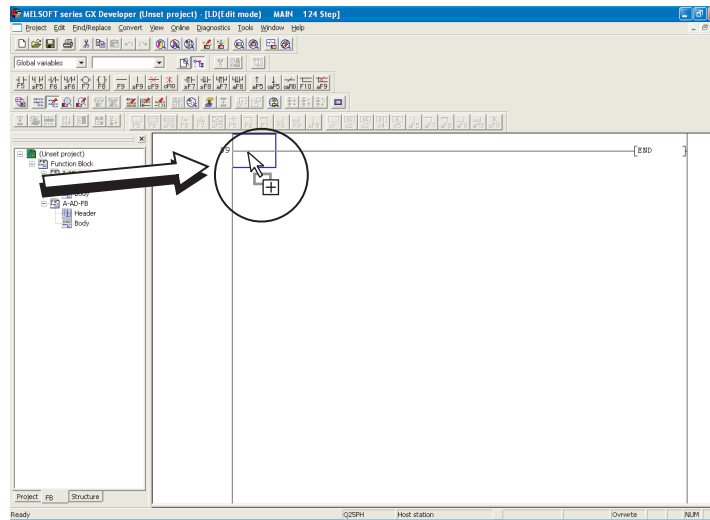 MELSOFT series GX Developer (Unset project) - [LD(Edit mode) MAIN 124 Step]
Project Edit Find/Replace Convert View Online Diagnostics Tools Window Help
Global variables
F5 sF5 F6 sF6 F7 F8 F9 sF9 cF9 cF10 sF7 sF8 aF7 aF8 aF5 caF5 caF10 F10 aF9
99
END
(Unset project)
Function Block
Body
A-AD-FB
Header
Body
Project FB Structure
Ready Q25PH Host station Ovrwrte NUM